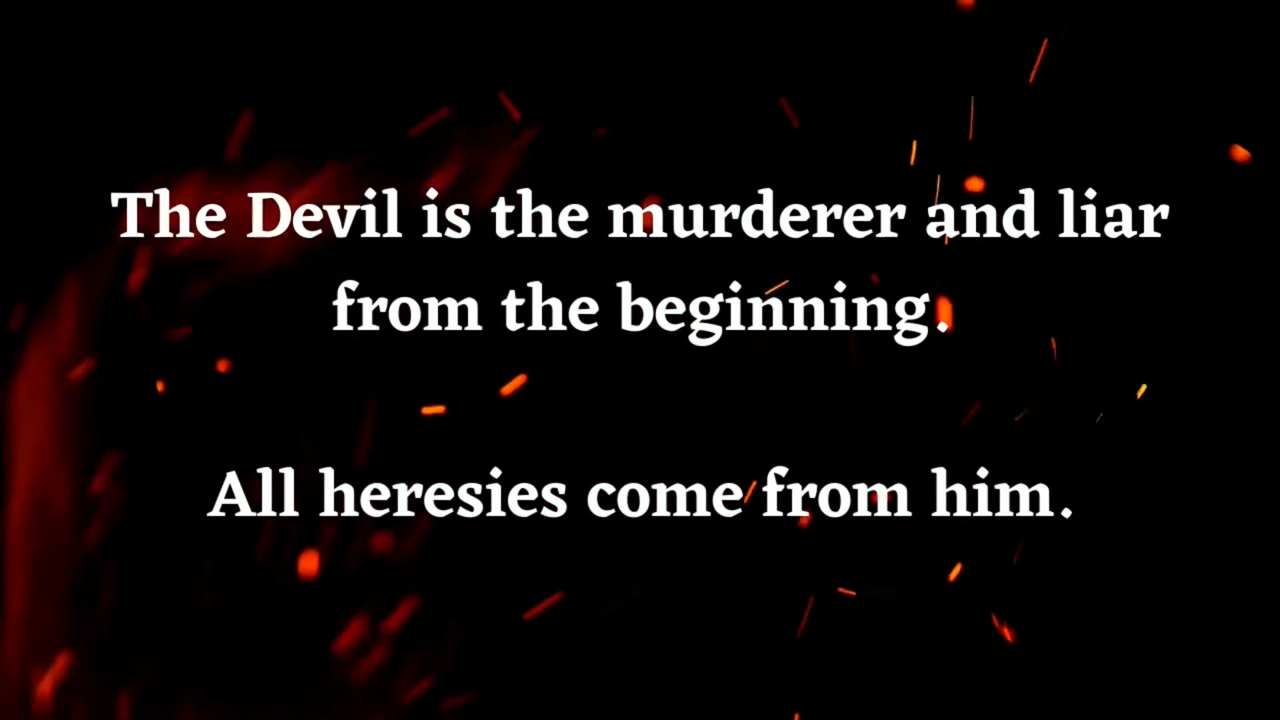 The Devil is the murderer and liar
from the beginning.
All heresies come from him.